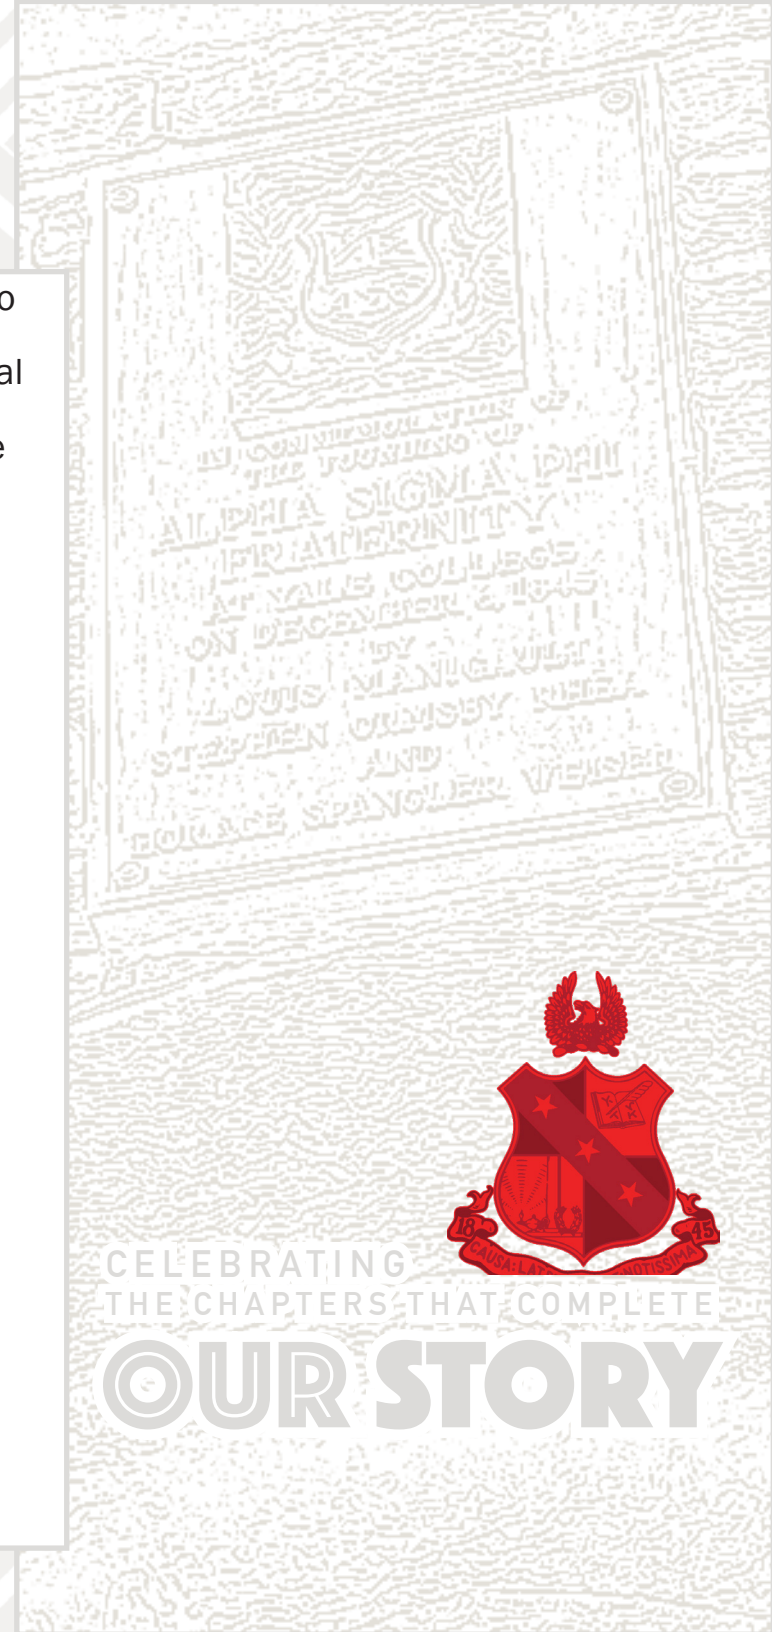 o
al
e
IN COMMEMORATION OF
THE FOUNDING OF
ALPHA SIGMA PHI
FRATERNITY
AT YALE COLLEGE
ON DECEMBER 6, 1845
BY
LOUIS MANIGAULT
STEPHEN ORMSBY RHEA
AND
HORACE SPANGLER WEISER
18
45
CAUSA: LAT
NOTISSIMA
CELEBRATING
THE CHAPTERS THAT COMPLETE
OUR STORY